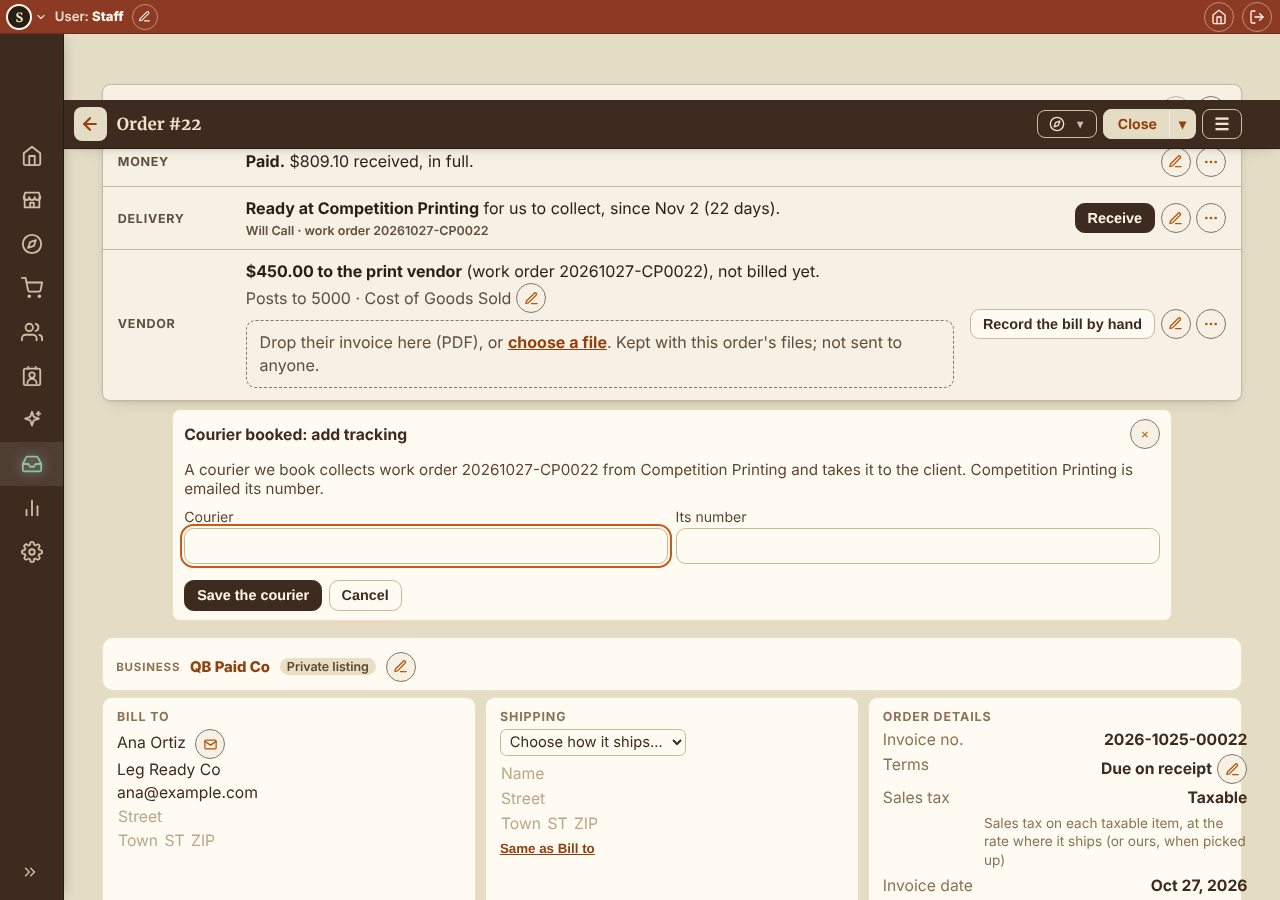 S
User: Staff
Order #22
Close
MONEY
Paid. $809.10 received, in full.
DELIVERY
Ready at Competition Printing for us to collect, since Nov 2 (22 days).
Will Call · work order 20261027-CP0022
Receive
VENDOR
$450.00 to the print vendor (work order 20261027-CP0022), not billed yet.
Posts to 5000 · Cost of Goods Sold
Drop their invoice here (PDF), or choose a file. Kept with this order's files; not sent to
anyone.
Record the bill by hand
Courier booked: add tracking
A courier we book collects work order 20261027-CP0022 from Competition Printing and takes it to the client. Competition Printing is
emailed its number.
Courier
Its number
Save the courier
Cancel
BUSINESS QB Paid Co Private listing
BILL TO
Ana Ortiz
Leg Ready Co
ana@example.com
Street
Town ST ZIP
SHIPPING
Choose how it ships...
Name
Street
Town ST ZIP
Same as Bill to
ORDER DETAILS
Invoice no. 2026-1025-00022
Terms Due on receipt
Sales tax Taxable
Sales tax on each taxable item, at the
rate where it ships (or ours, when picked
up)
Invoice date Oct 27, 2026